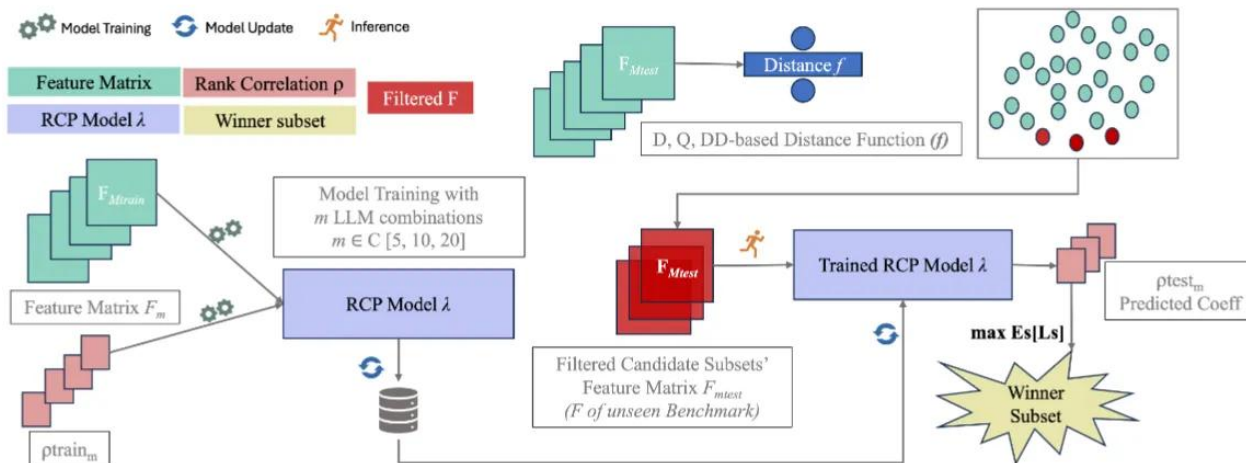 Model Training
Model Update
Inference
Feature Matrix
Rank Correlation ρ
Filtered F
RCP Model λ
Winner subset
F_Mtrain
Feature Matrix F_m
ρtrain_m
Model Training with
m LLM combinations
m ∈ C [5, 10, 20]
RCP Model λ
F_Mtest
Distance f
D, Q, DD-based Distance Function (f)
F_Mtest
Filtered Candidate Subsets’
Feature Matrix F_mtest
(F of unseen Benchmark)
Trained RCP Model λ
ρtest_m
Predicted Coeff
max Es[Ls]
Winner
Subset